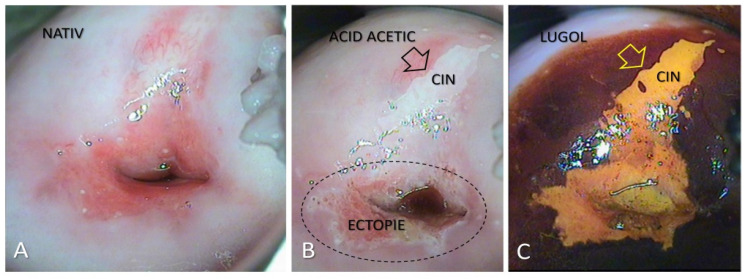 NATIV
A
ACID ACETIC
CIN
ECTOPIE
B
LUGOL
CIN
C